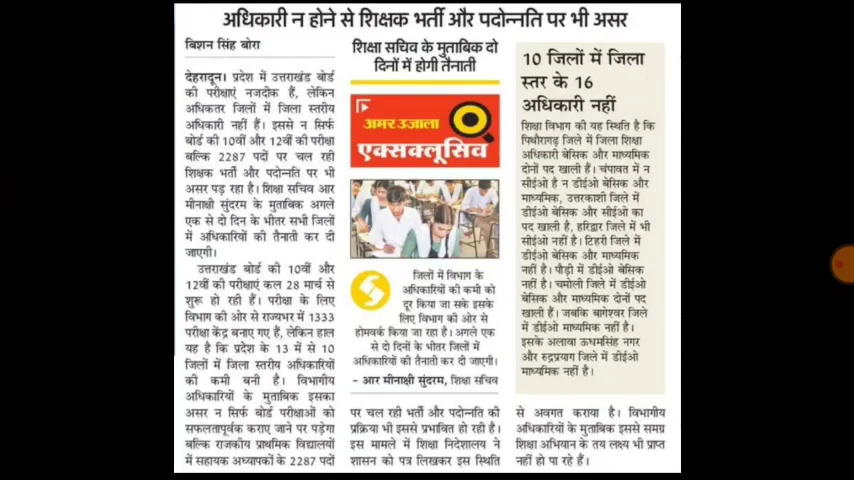 अधिकारी न होने से शिक्षक भर्ती और पदोन्नति पर भी असर
बिशन सिंह बोरा
देहरादून। प्रदेश में उत्तराखंड बोर्ड
की परीक्षाएं नजदीक हैं, लेकिन
अधिकतर जिलों में जिला स्तरीय
अधिकारी नहीं हैं। इससे न सिर्फ
बोर्ड की 10वीं और 12वीं की परीक्षा
बल्कि 2287 पदों पर चल रही
शिक्षक भर्ती और पदोन्नति पर भी
असर पड़ रहा है। शिक्षा सचिव आर
मीनाक्षी सुंदरम के मुताबिक अगले
एक से दो दिन के भीतर सभी जिलों
में अधिकारियों की तैनाती कर दी
जाएगी।
उत्तराखंड बोर्ड की 10वीं और
12वीं की परीक्षाएं कल 28 मार्च से
शुरू हो रही हैं। परीक्षा के लिए
विभाग की ओर से राज्यभर में 1333
परीक्षा केंद्र बनाए गए हैं, लेकिन हाल
यह है कि प्रदेश के 13 में से 10
जिलों में जिला स्तरीय अधिकारियों
की कमी बनी है। विभागीय
अधिकारियों के मुताबिक इसका
असर न सिर्फ बोर्ड परीक्षाओं को
सफलतापूर्वक कराए जाने पर पड़ेगा
बल्कि राजकीय प्राथमिक विद्यालयों
में सहायक अध्यापकों के 2287 पदों
शिक्षा सचिव के मुताबिक दो
दिनों में होगी तैनाती
अमर उजाला
एक्सक्लूसिव
जिलों में विभाग के
अधिकारियों की कमी को
दूर किया जा सके इसके
लिए विभाग की ओर से
होमवर्क किया जा रहा है। अगले एक
से दो दिनों के भीतर जिलों में
अधिकारियों की तैनाती कर दी जाएगी।
– आर मीनाक्षी सुंदरम, शिक्षा सचिव
पर चल रही भर्ती और पदोन्नति की
प्रक्रिया भी इससे प्रभावित हो रही है।
इस मामले में शिक्षा निदेशालय ने
शासन को पत्र लिखकर इस स्थिति
10 जिलों में जिला
स्तर के 16
अधिकारी नहीं
शिक्षा विभाग की यह स्थिति है कि
पिथौरागढ़ जिले में जिला शिक्षा
अधिकारी बेसिक और माध्यमिक
दोनों पद खाली हैं। चंपावत में न
सीईओ है न डीईओ बेसिक और
माध्यमिक, उत्तरकाशी जिले में
डीईओ बेसिक और सीईओ का
पद खाली है, हरिद्वार जिले में भी
सीईओ नहीं है। टिहरी जिले में
डीईओ बेसिक और माध्यमिक
नहीं है। पौड़ी में डीईओ बेसिक
नहीं है। चमोली जिले में डीईओ
बेसिक और माध्यमिक दोनों पद
खाली हैं। जबकि बागेश्वर जिले
में डीईओ माध्यमिक नहीं है।
इसके अलावा ऊधमसिंह नगर
और रुद्रप्रयाग जिले में डीईओ
माध्यमिक नहीं है।
से अवगत कराया है। विभागीय
अधिकारियों के मुताबिक इससे समग्र
शिक्षा अभियान के तय लक्ष्य भी प्राप्त
नहीं हो पा रहे हैं।